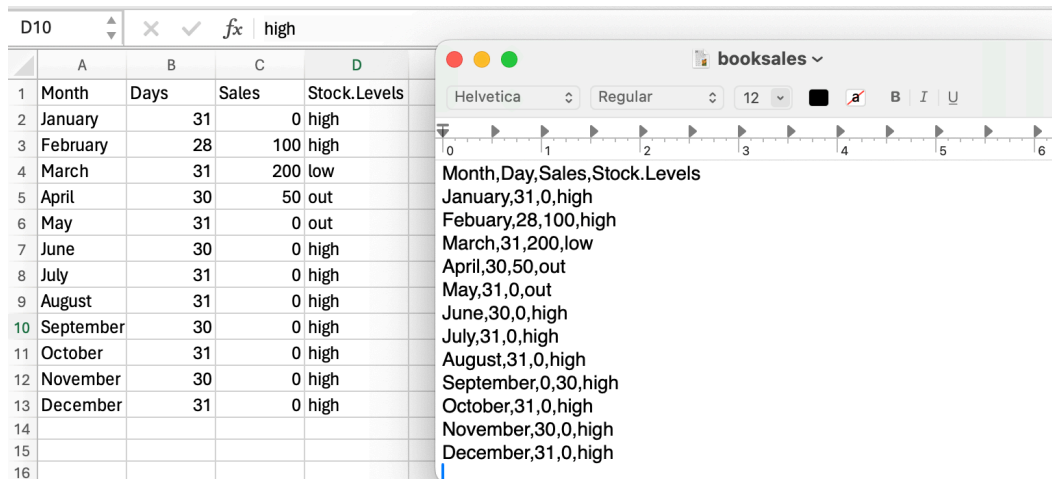 D10 fx high
A B C D
1 Month Days Sales Stock.Levels
2 January 31 0 high
3 February 28 100 high
4 March 31 200 low
5 April 30 50 out
6 May 31 0 out
7 June 30 0 high
8 July 31 0 high
9 August 31 0 high
10 September 30 0 high
11 October 31 0 high
12 November 30 0 high
13 December 31 0 high
14
15
16
booksales
Helvetica Regular 12 a B I U
0 1 2 3 4 5 6
Month,Day,Sales,Stock.Levels
January,31,0,high
Febuary,28,100,high
March,31,200,low
April,30,50,out
May,31,0,out
June,30,0,high
July,31,0,high
August,31,0,high
September,0,30,high
October,31,0,high
November,30,0,high
December,31,0,high